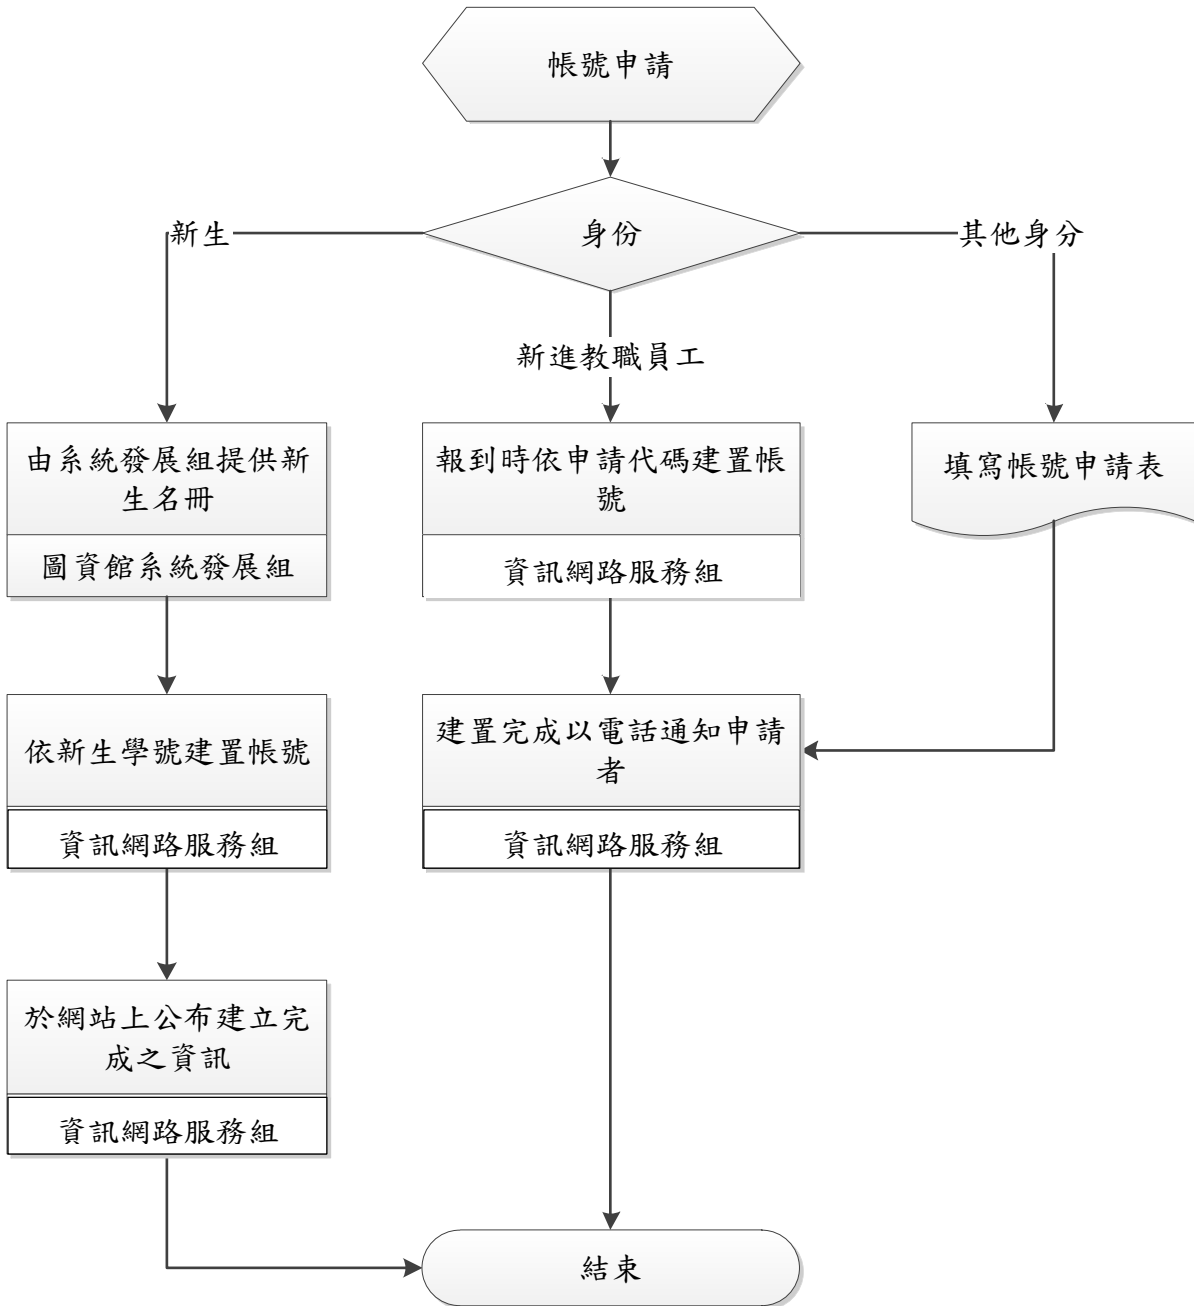 帳號申請
身份
新生
其他身分
新進教職員工
由系統發展組提供新
生名冊
圖資館系統發展組
報到時依申請代碼建置帳
號
資訊網路服務組
填寫帳號申請表
依新生學號建置帳號
資訊網路服務組
建置完成以電話通知申請
者
資訊網路服務組
於網站上公布建立完
成之資訊
資訊網路服務組
結束